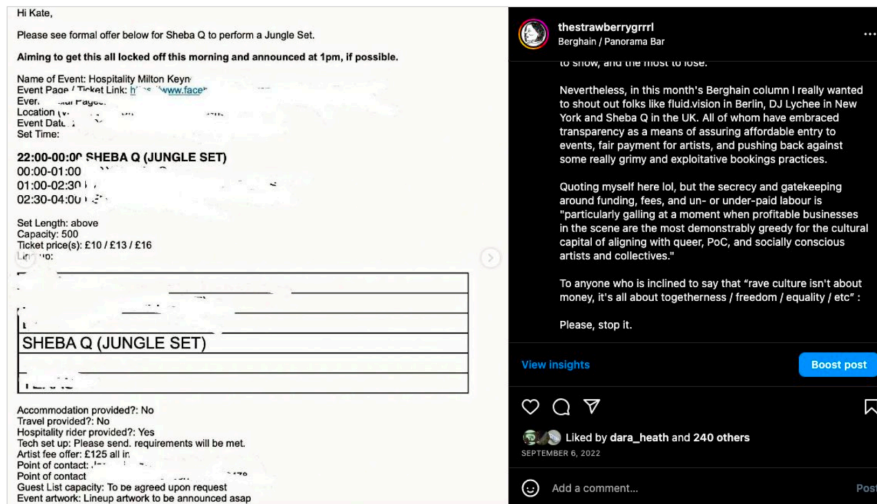 Hi Kate,
Please see formal offer below for Sheba Q to perform a Jungle Set.
Aiming to get this all locked off this morning and announced at 1pm, if possible.
Name of Event: Hospitality Milton
Event Page / Ticket Link:
Location
Event
Set Time:
22:00-00:00 SHEBA Q (JUNGLE SET)
00:00-01:00
01:00-02:30
02:30-04:00
Set Length: above
Capacity: 500
Ticket price(s): £10 / £13 / £16
SHEBA Q (JUNGLE SET)
Accommodation provided?: No
Travel provided?: No
Hospitality rider provided?: Yes
Tech set up: Please send. requirements will be met.
Artist fee offer: £125 all
Point of contact:
Point of contact
Guest List capacity: To be agreed upon request
Event artwork: Lineup artwork to be announced asap
thestrawberrygrrrl
Berghain / Panorama Bar
to show, and the most to lose.
Nevertheless, in this month's Berghain column I really wanted
to shout out folks like fluid.vision in Berlin, DJ Lychee in New
York and Sheba Q in the UK. All of whom have embraced
transparency as a means of assuring affordable entry to
events, fair payment for artists, and pushing back against
some really grimy and exploitative bookings practices.
Quoting myself here lol, but the secrecy and gatekeeping
around funding, fees, and un- or under-paid labour is
"particularly galling at a moment when profitable businesses
in the scene are the most demonstrably greedy for the cultural
capital of aligning with queer, PoC, and socially conscious
artists and collectives."
To anyone who is inclined to say that “rave culture isn't about
money, it's all about togetherness / freedom / equality / etc” :
Please, stop it.
View insights
Boost post
Liked by dara_heath and 240 others
SEPTEMBER 6, 2022
Add a comment...
Post